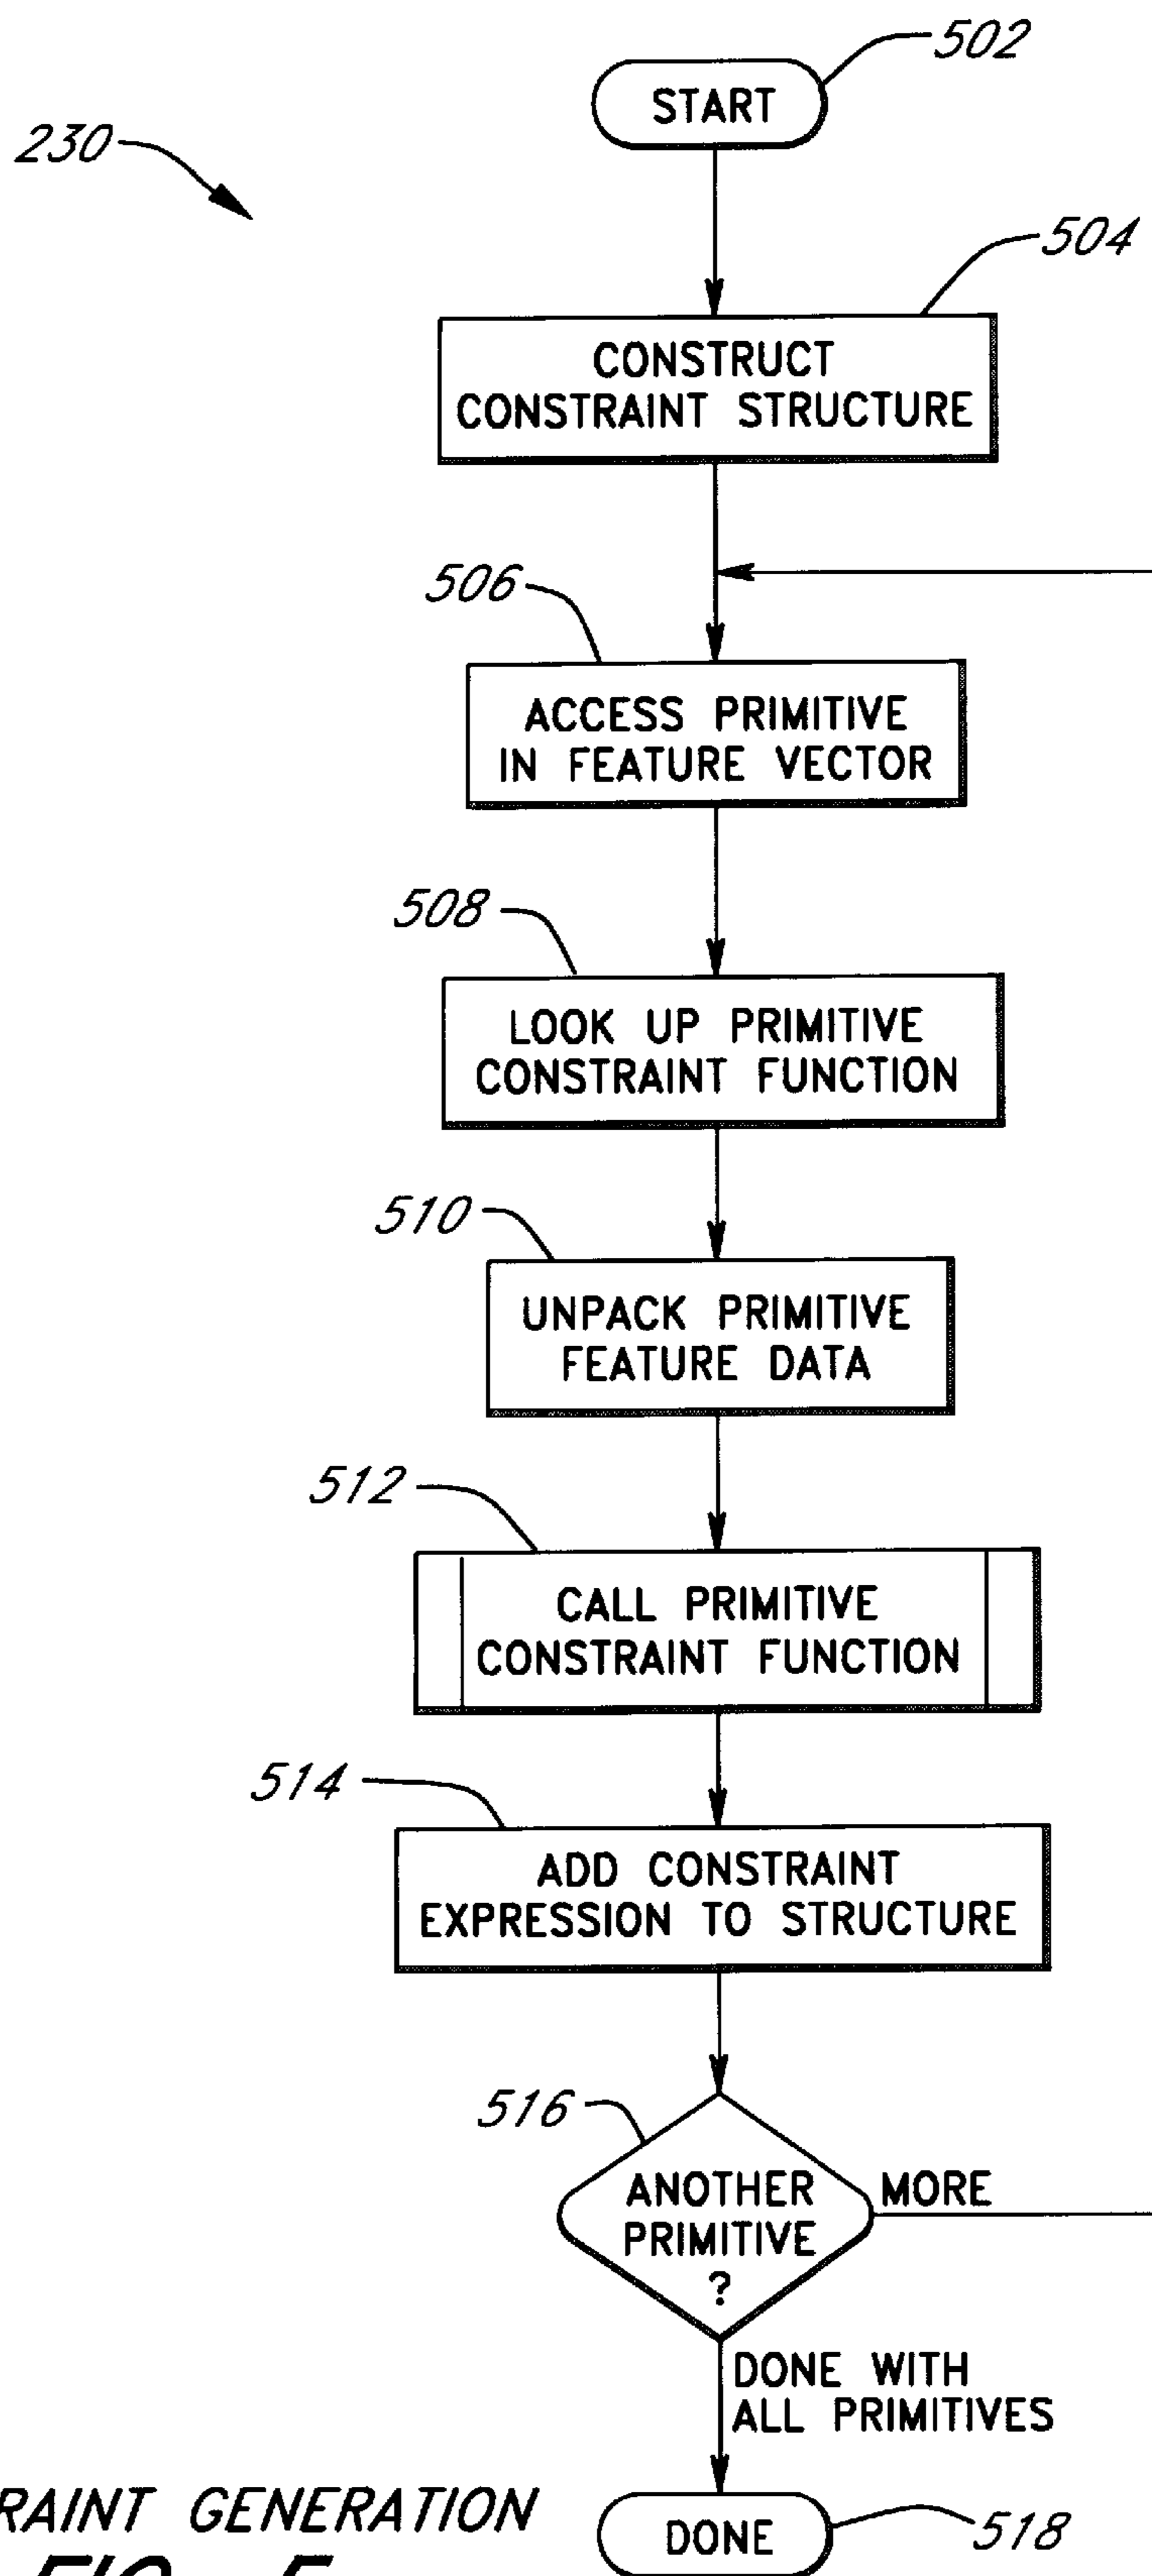 502
START
230
504
CONSTRUCT
CONSTRAINT STRUCTURE
506
ACCESS PRIMITIVE
IN FEATURE VECTOR
508
LOOK UP PRIMITIVE
CONSTRAINT FUNCTION
510
UNPACK PRIMITIVE
FEATURE DATA
512
CALL PRIMITIVE
CONSTRAINT FUNCTION
514
ADD CONSTRAINT
EXPRESSION TO STRUCTURE
516
ANOTHER
PRIMITIVE
?
MORE
DONE WITH
ALL PRIMITIVES
RAINT GENERATION
DONE
518
FIG. 5